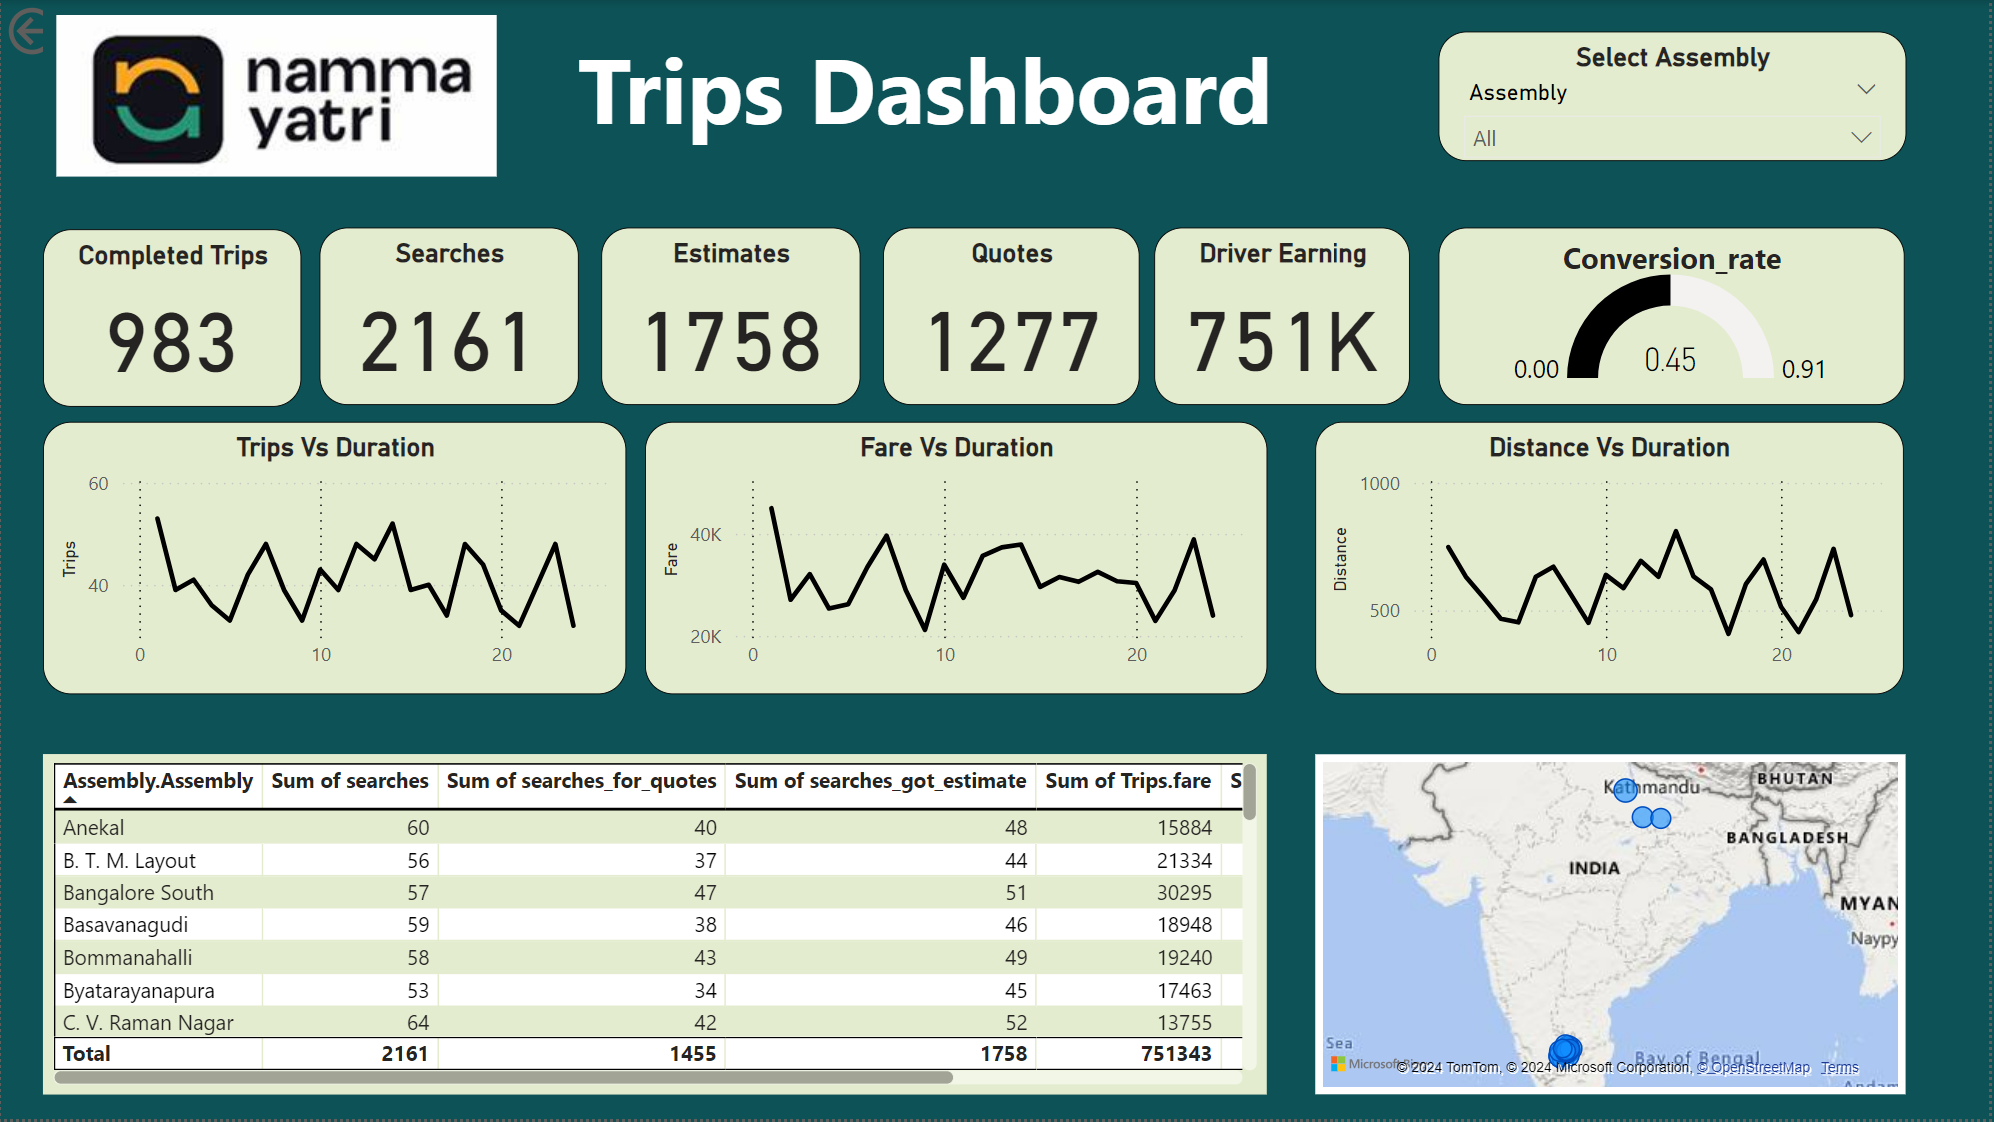 namma
yatri
Trips Dashboard
Select Assembly
Assembly
All
Completed Trips
983
Searches
2161
Estimates
1758
Quotes
1277
Driver Earning
751K
Conversion_rate
0.00
0.45
0.91
Trips Vs Duration
60
40
Trips
0 10 20
Fare Vs Duration
40K
20K
Fare
0 10 20
Distance Vs Duration
1000
500
Distance
0 10 20
Assembly.Assembly Sum of searches Sum of searches_for_quotes Sum of searches_got_estimate Sum of Trips.fare S
Anekal 60 40 48 15884
B. T. M. Layout 56 37 44 21334
Bangalore South 57 47 51 30295
Basavanagudi 59 38 46 18948
Bommanahalli 58 43 49 19240
Byatarayanapura 53 34 45 17463
C. V. Raman Nagar 64 42 52 13755
Total 2161 1455 1758 751343
BHUTAN
Kathmandu
BANGLADESH
INDIA
MYAN
Naypy
Sea
Bay of Bengal
Microsoft
© 2024 TomTom, © 2024 Microsoft Corporation, © OpenStreetMap Terms